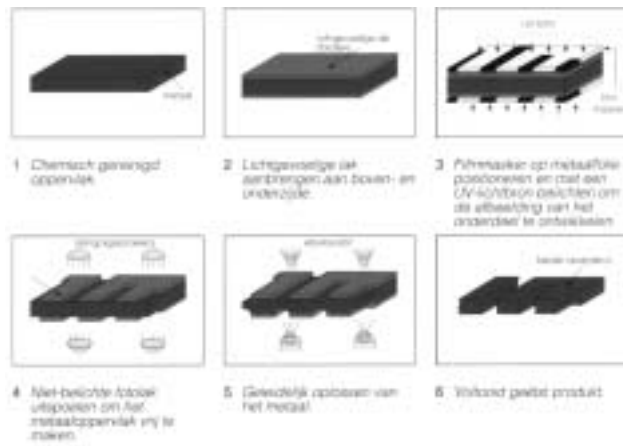 metaal
1 Chemisch gereinigd
oppervlak.
2 Lichtgevoelige lak
aanbrengen aan boven- en
onderzijde.
3 Filmmasker op metaalfolie
positioneren en met een
UV-lichtbron belichten om
de afbeelding van het
onderdeel te ontwikkelen
4 Niet-belichte fotolak
uitspoelen om het
metaaloppervlak vrij te
maken.
5 Geleidelijk oplossen van
het metaal.
6 Voltooid geëtst produkt.